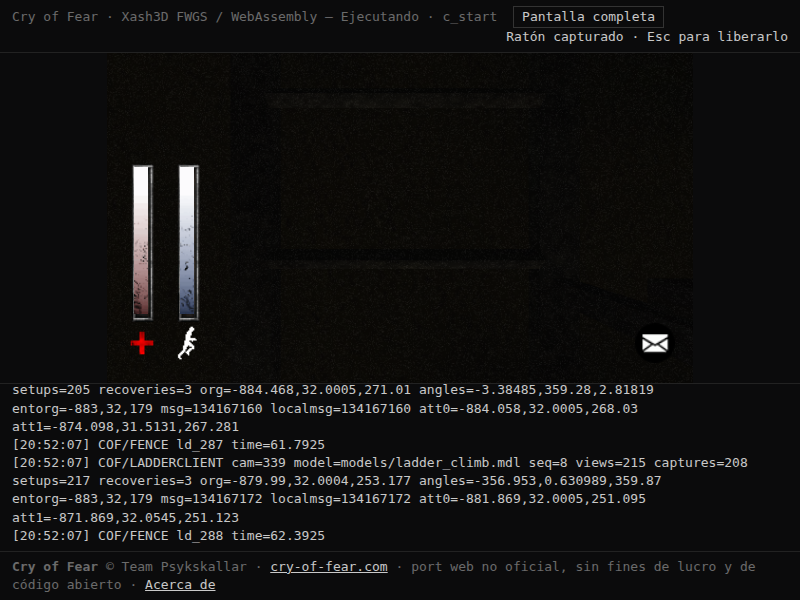 Cry of Fear · Xash3D FWGS / WebAssembly — Ejecutando · c_start
Pantalla completa
Ratón capturado · Esc para liberarlo
setups=205 recoveries=3 org=-884.468,32.0005,271.01 angles=-3.38485,359.28,2.81819
entorg=-883,32,179 msg=134167160 localmsg=134167160 att0=-884.058,32.0005,268.03
att1=-874.098,31.5131,267.281
[20:52:07] COF/FENCE ld_287 time=61.7925
[20:52:07] COF/LADDERCLIENT cam=339 model=models/ladder_climb.mdl seq=8 views=215 captures=208
setups=217 recoveries=3 org=-879.99,32.0004,253.177 angles=-356.953,0.630989,359.87
entorg=-883,32,179 msg=134167172 localmsg=134167172 att0=-881.869,32.0005,251.095
att1=-871.869,32.0545,251.123
[20:52:07] COF/FENCE ld_288 time=62.3925
Cry of Fear © Team Psykskallar · cry-of-fear.com · port web no oficial, sin fines de lucro y de
código abierto · Acerca de